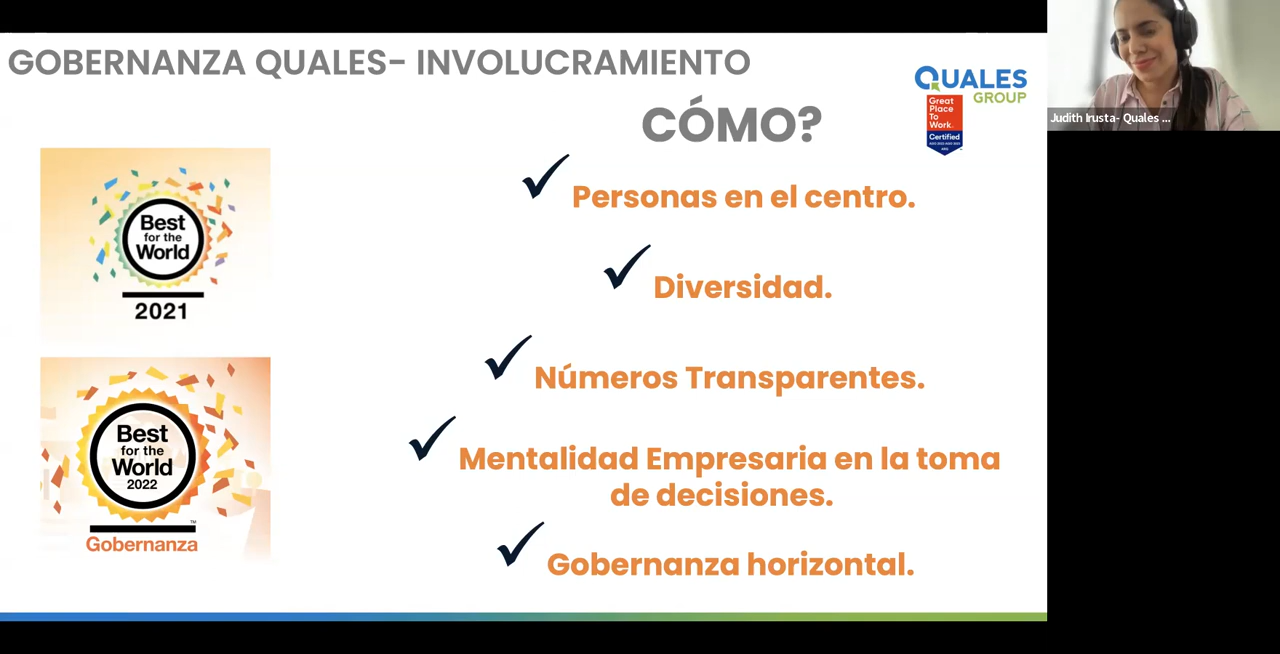 GOBERNANZA QUALES- INVOLUCRAMIENTO
CÓMO?
QUALES
GROUP
Great
Place
To
Work.
Certified
Judith Irusta- Quales ...
Best
for the
World
2021
Personas en el centro.
Diversidad.
Números Transparentes.
Mentalidad Empresaria en la toma
de decisiones.
Gobernanza horizontal.
Best
for the
World
2022
TM
Gobernanza